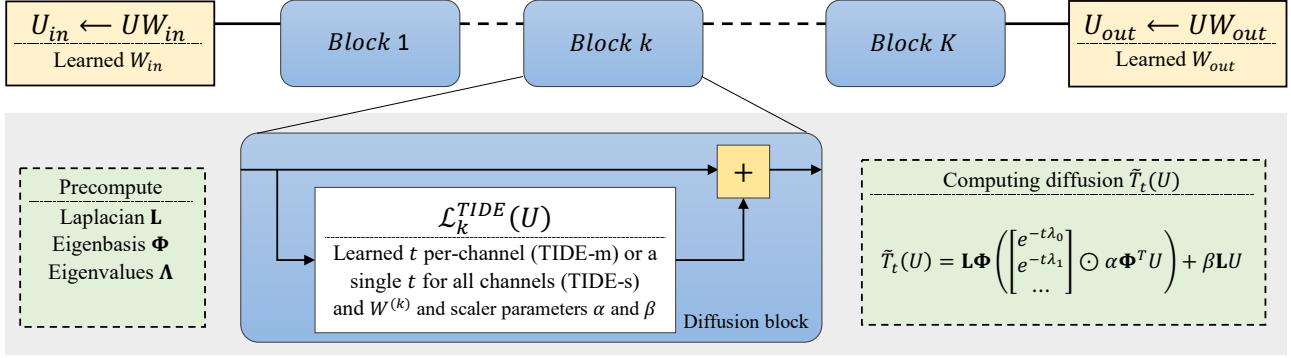 U_in ⟵ UW_in
Learned W_in
Block 1
Block k
Block K
U_out ⟵ UW_out
Learned W_out
Precompute
Laplacian L
Eigenbasis Φ
Eigenvalues Λ
+
ℒ_k^TIDE(U)
Learned t per-channel (TIDE-m) or a
single t for all channels (TIDE-s)
and W^(k) and scaler parameters α and β
Diffusion block
Computing diffusion T̃_t(U)
T̃_t(U) = LΦ([e^{-tλ_0} e^{-tλ_1} ...] ⊙ αΦ^T U) + βLU